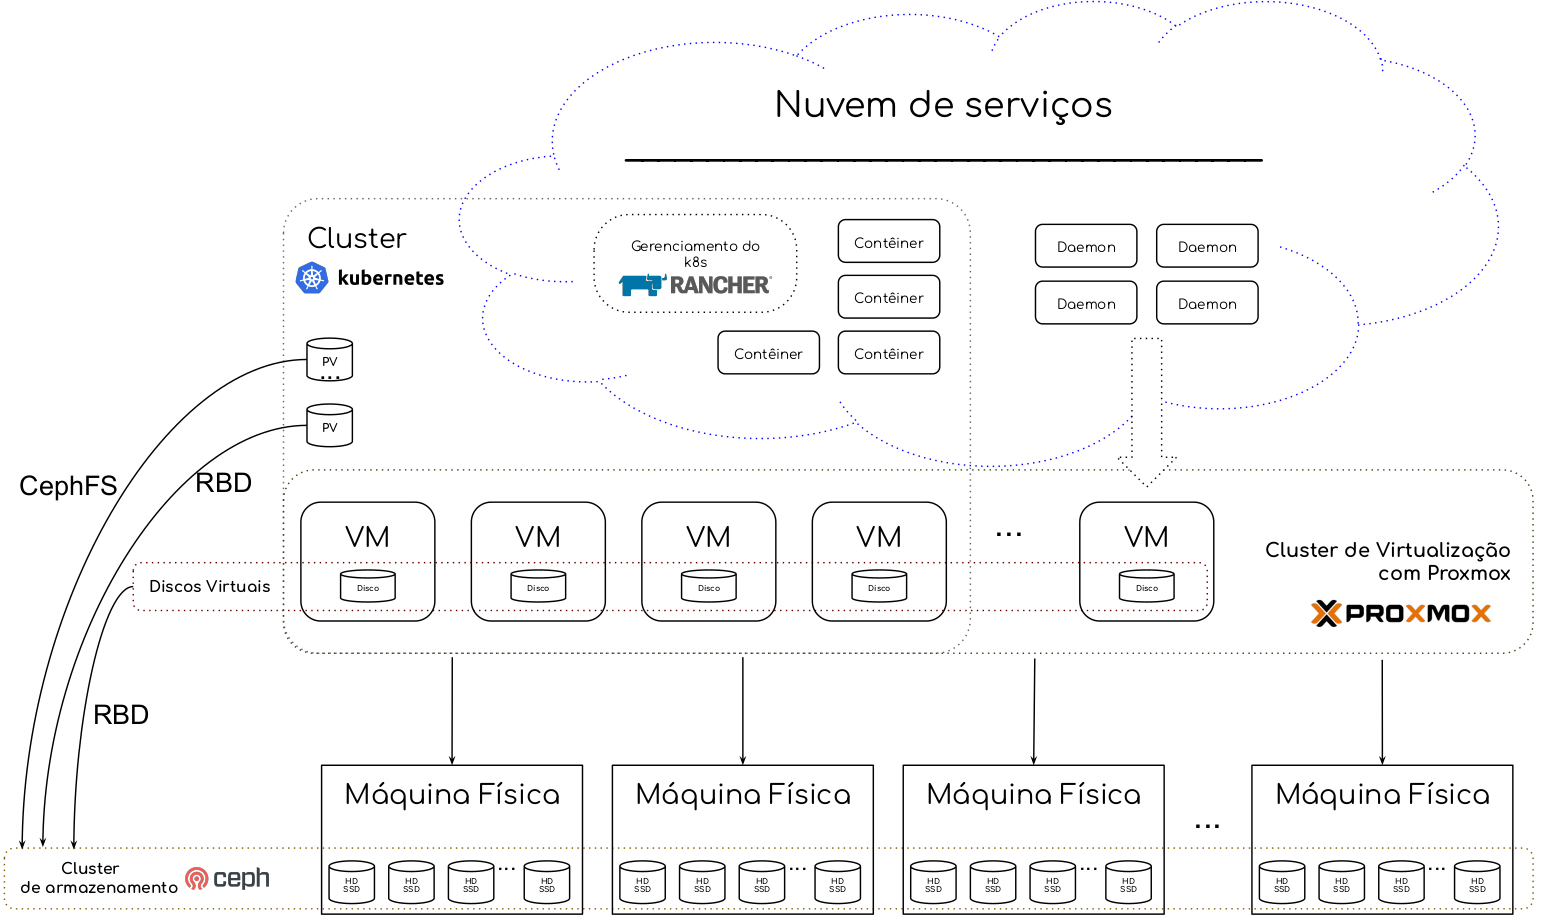 Nuvem de serviços
Cluster
kubernetes
Gerenciamento do
k8s
RANCHER
Contêiner
Contêiner
Contêiner
Contêiner
Daemon
Daemon
Daemon
Daemon
PV
...
PV
CephFS
RBD
VM
VM
VM
VM
...
VM
Discos Virtuais
Disco
Disco
Disco
Disco
Disco
Cluster de Virtualização
com Proxmox
PROXMOX
RBD
Máquina Física
Máquina Física
Máquina Física
...
Máquina Física
Cluster
de armazenamento
ceph
HD
SSD
HD
SSD
HD
SSD
...
HD
SSD
HD
SSD
HD
SSD
HD
SSD
...
HD
SSD
HD
SSD
HD
SSD
HD
SSD
...
HD
SSD
HD
SSD
HD
SSD
HD
SSD
...
HD
SSD